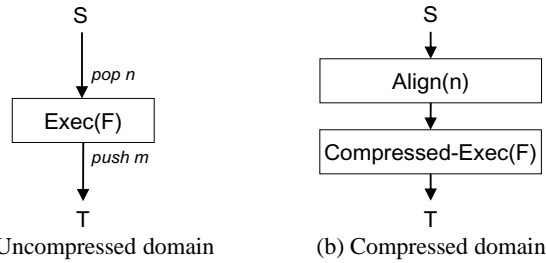 S
pop n
Exec(F)
push m
T
Uncompressed domain
S
Align(n)
Compressed-Exec(F)
T
(b) Compressed domain